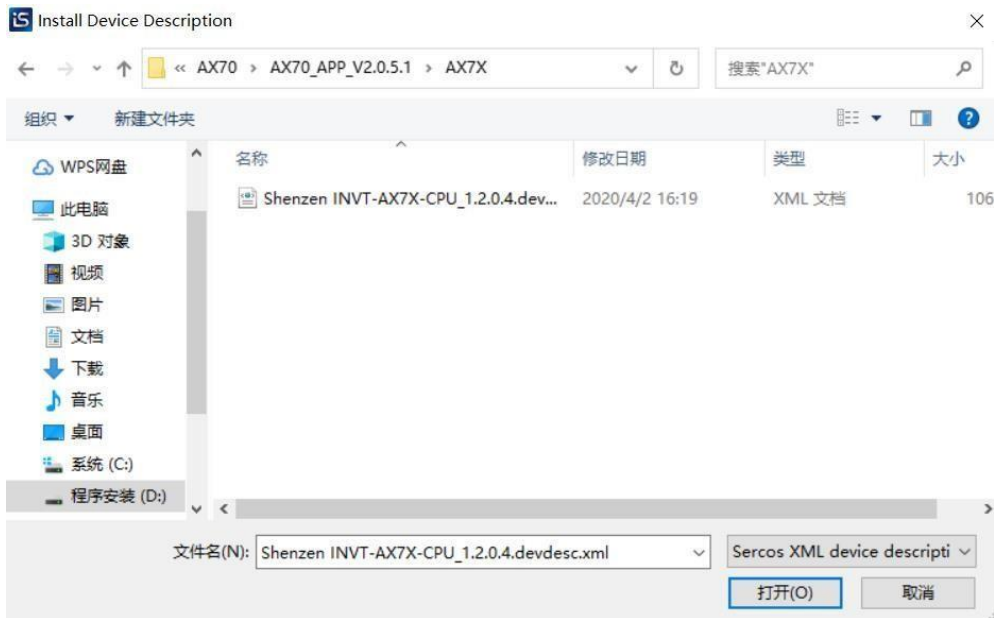 Install Device Description
« AX70 › AX70_APP_V2.0.5.1 › AX7X
搜索"AX7X"
组织 新建文件夹
名称 修改日期 类型 大小
Shenzen INVT-AX7X-CPU_1.2.0.4.dev... 2020/4/2 16:19 XML 文档 106
WPS网盘
此电脑
3D 对象
视频
图片
文档
下载
音乐
桌面
系统 (C:)
程序安装 (D:)
文件名(N): Shenzen INVT-AX7X-CPU_1.2.0.4.devdesc.xml Sercos XML device descripti
打开(O) 取消